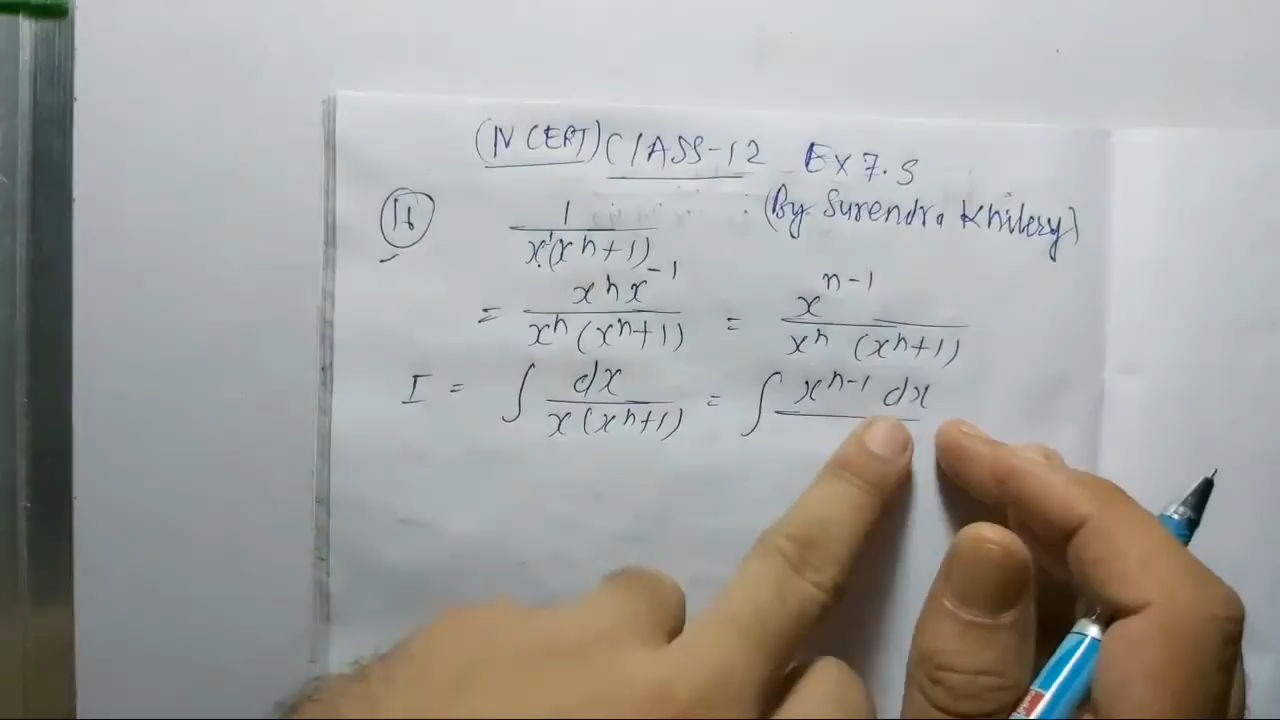 (NCERT) CLASS-12 EX 7.5
(By Surendra Khilery)
(16) 1 / x(x^n+1)
= x^n x^-1 / x^n (x^n+1) = x^n-1 / x^n (x^n+1)
I = ∫ dx / x(x^n+1) = ∫ x^n-1 dx